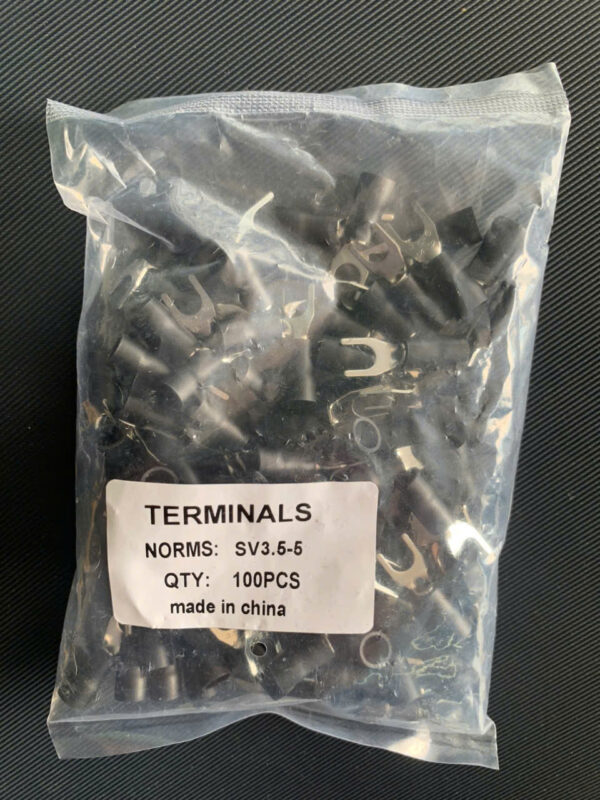 TERMINALS
NORMS: SV3.5-5
QTY: 100PCS
made in china